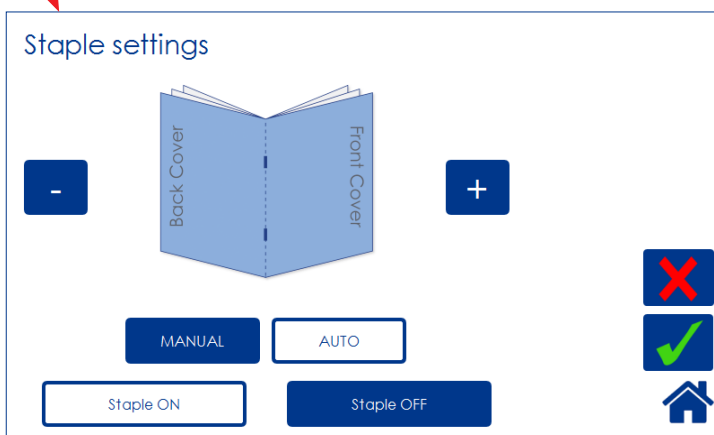 Staple settings
Back Cover
Front Cover
-
+
MANUAL
AUTO
Staple ON
Staple OFF